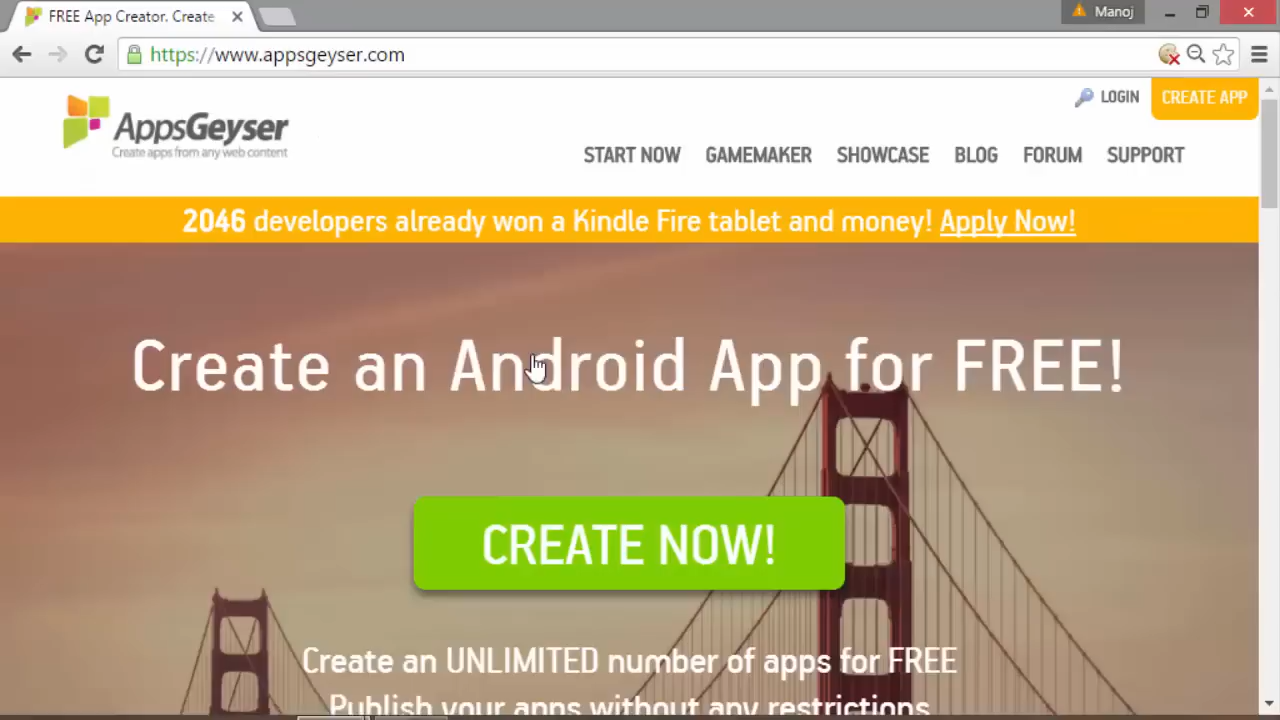 FREE App Creator. Create
Manoj
https://www.appsgeyser.com
LOGIN
CREATE APP
AppsGeyser
Create apps from any web content
START NOW GAMEMAKER SHOWCASE BLOG FORUM SUPPORT
2046 developers already won a Kindle Fire tablet and money! Apply Now!
Create an Android App for FREE!
CREATE NOW!
Create an UNLIMITED number of apps for FREE
Publish your apps without any restrictions